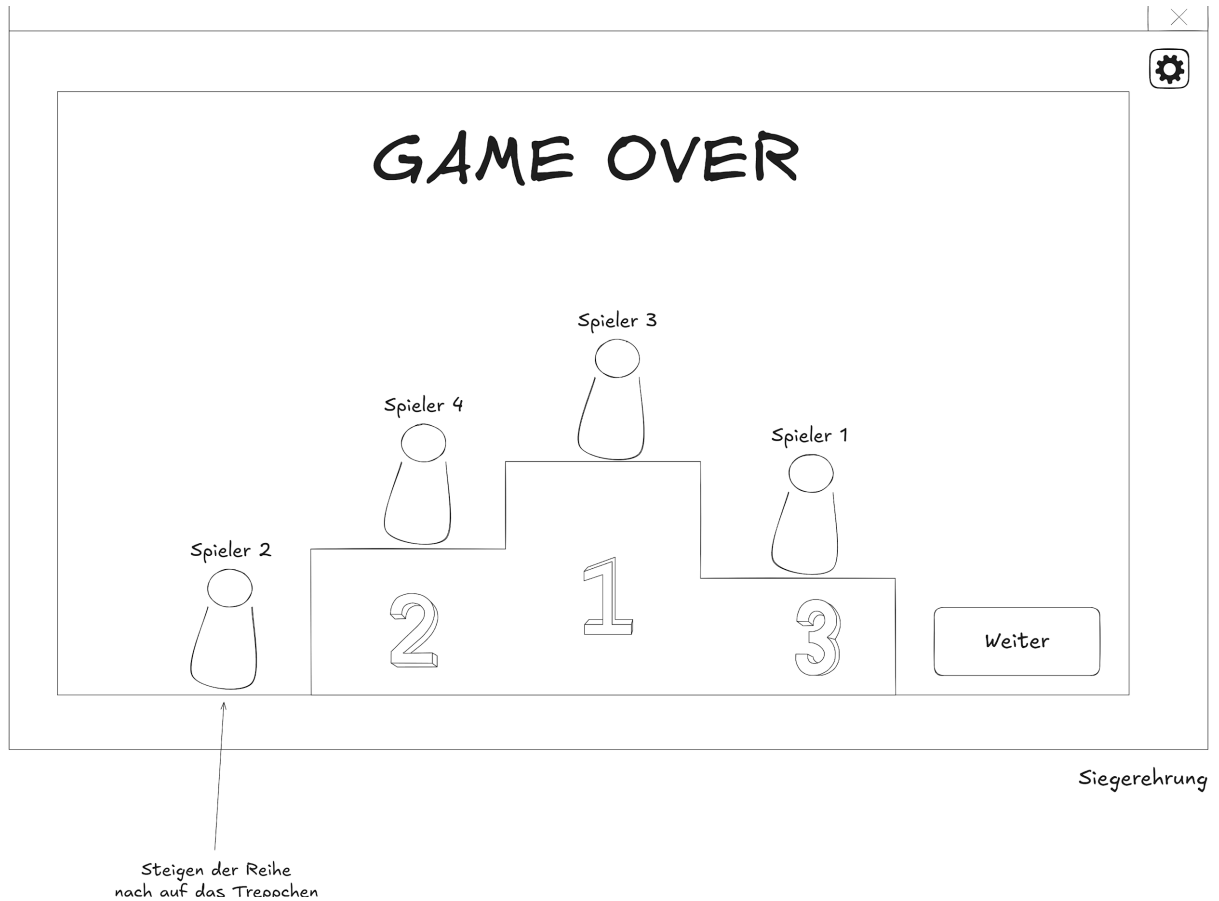 GAME OVER
Spieler 3
Spieler 4
Spieler 1
Spieler 2
1
2
3
Weiter
Siegerehrung
Steigen der Reihe
nach auf das Treppchen